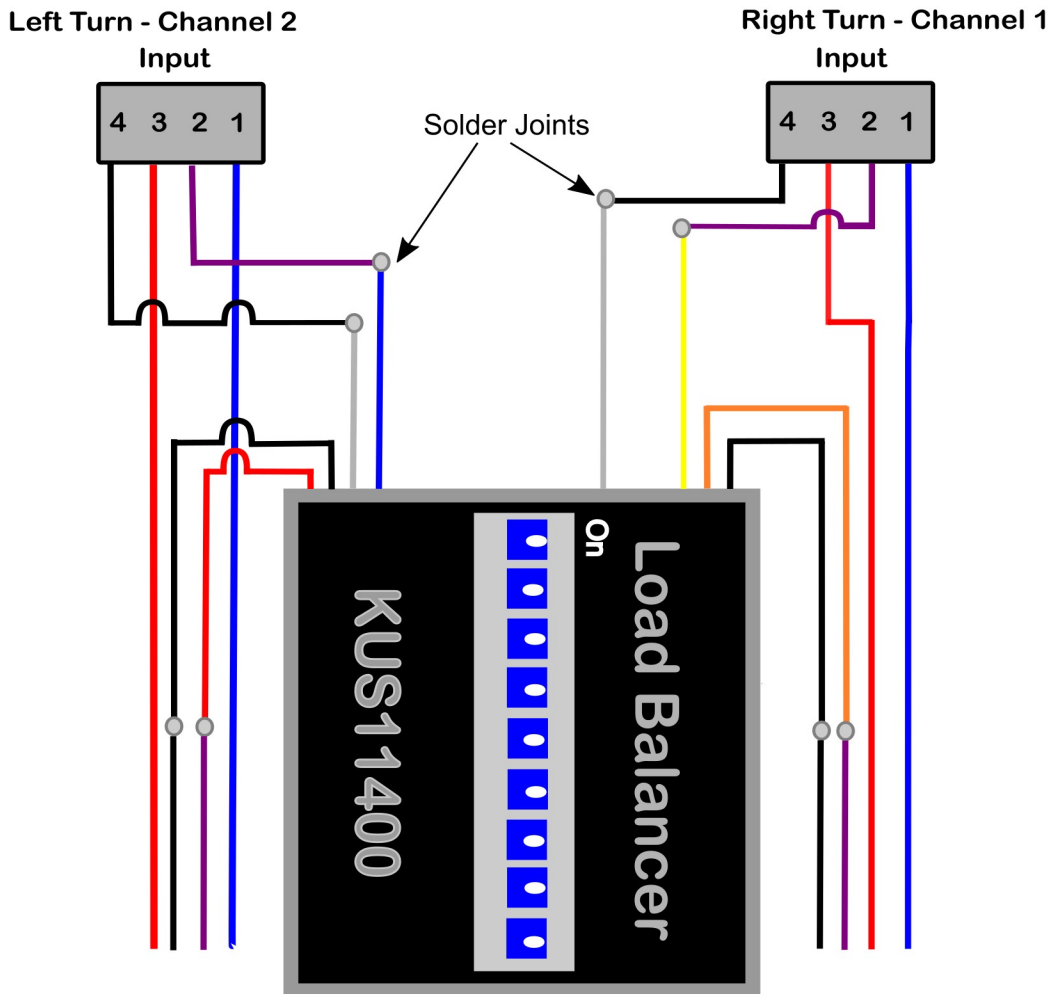 Left Turn - Channel 2
Input
Right Turn - Channel 1
Input
4 3 2 1
4 3 2 1
Solder Joints
On
Load Balancer
KUS11400